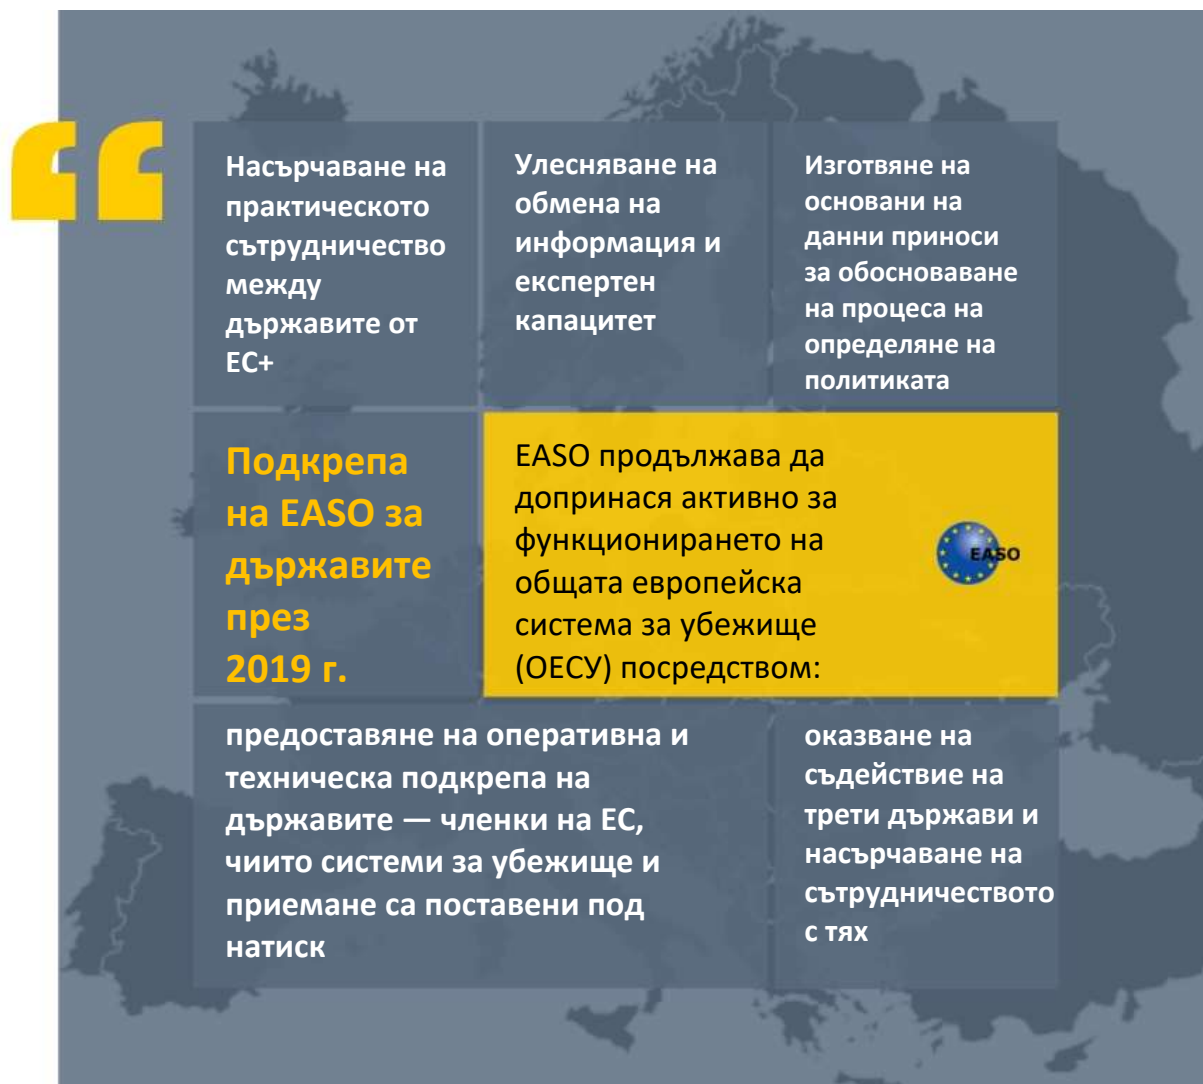 Насърчаване на
практическото
сътрудничество
между
държавите от
ЕС+
Улесняване на
обмена на
информация и
експертен
капацитет
Изготвяне на
основани на
данни приноси
за обосноваване
на процеса на
определяне на
политиката
Подкрепа
на EASO за
държавите
през
2019 г.
EASO продължава да
допринася активно за
функционирането на
общата европейска
система за убежище
(ОЕСУ) посредством:
EASO
предоставяне на оперативна и
техническа подкрепа на
държавите — членки на ЕС,
чиито системи за убежище и
приемане са поставени под
натиск
оказване на
съдействие на
трети държави и
насърчаване на
сътрудничеството
с тях